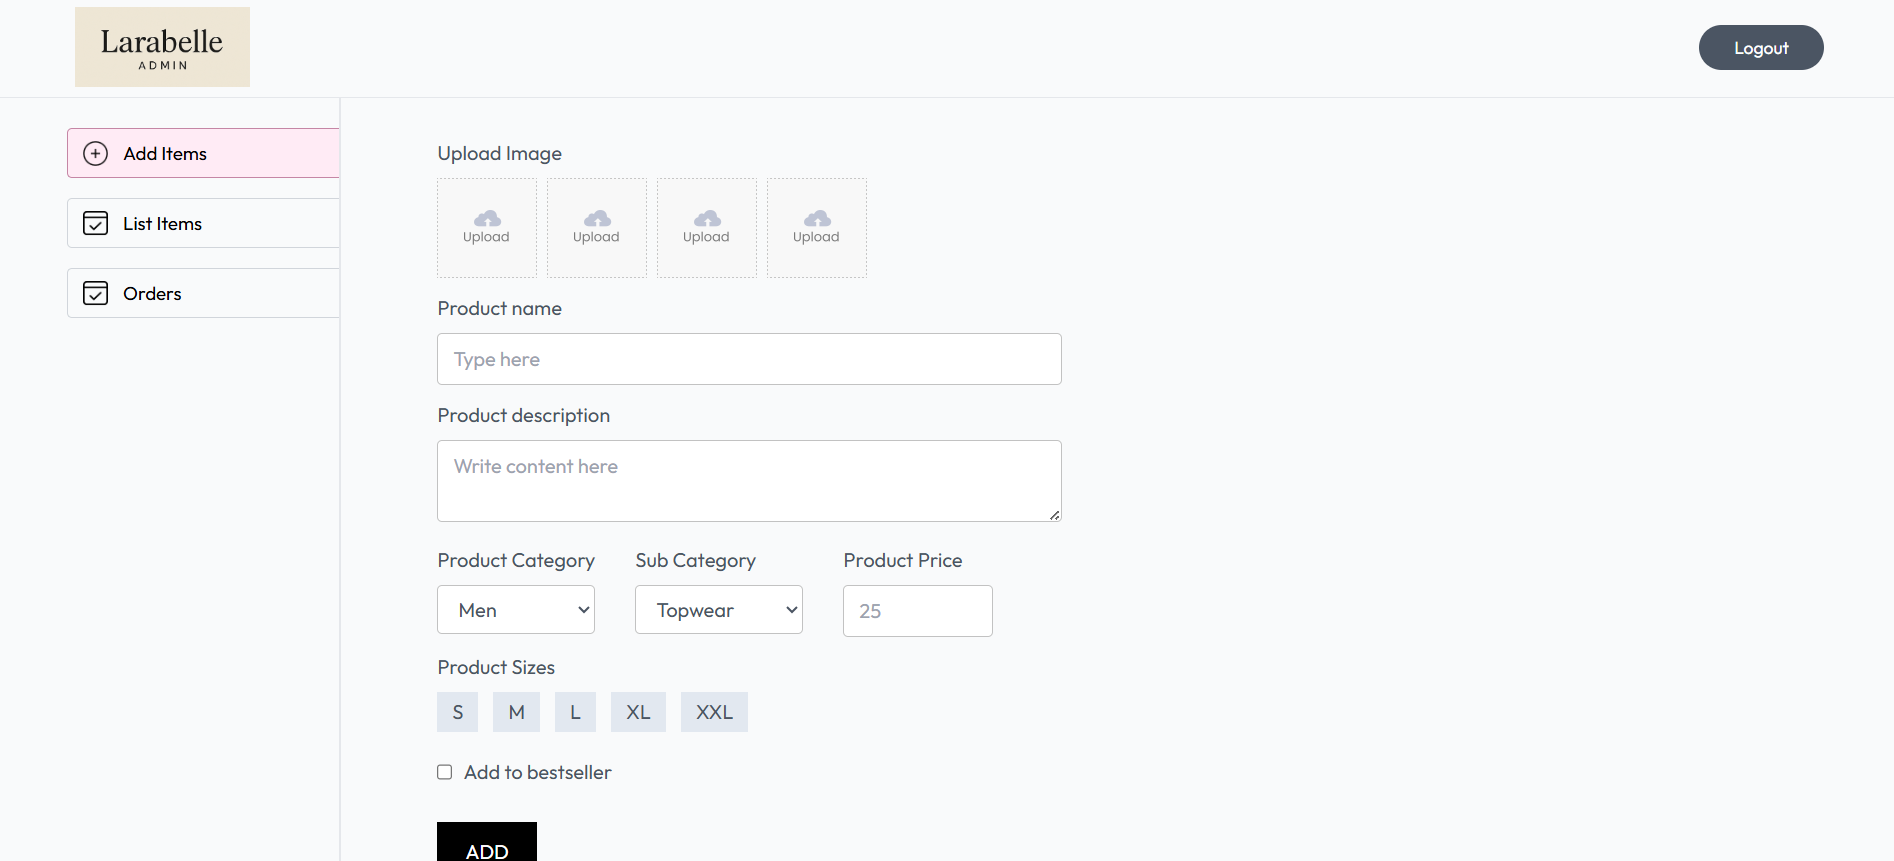 Larabelle
ADMIN
Logout
Add Items
List Items
Orders
Upload Image
Upload Upload Upload Upload
Product name
Type here
Product description
Write content here
Product Category Sub Category Product Price
Men Topwear 25
Product Sizes
S M L XL XXL
Add to bestseller
ADD